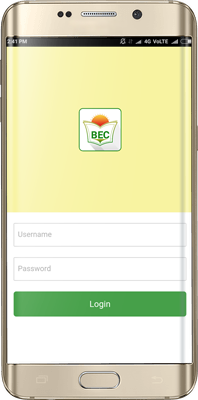 2:41 PM 4G VoLTE
BEC
Username
Password
Login